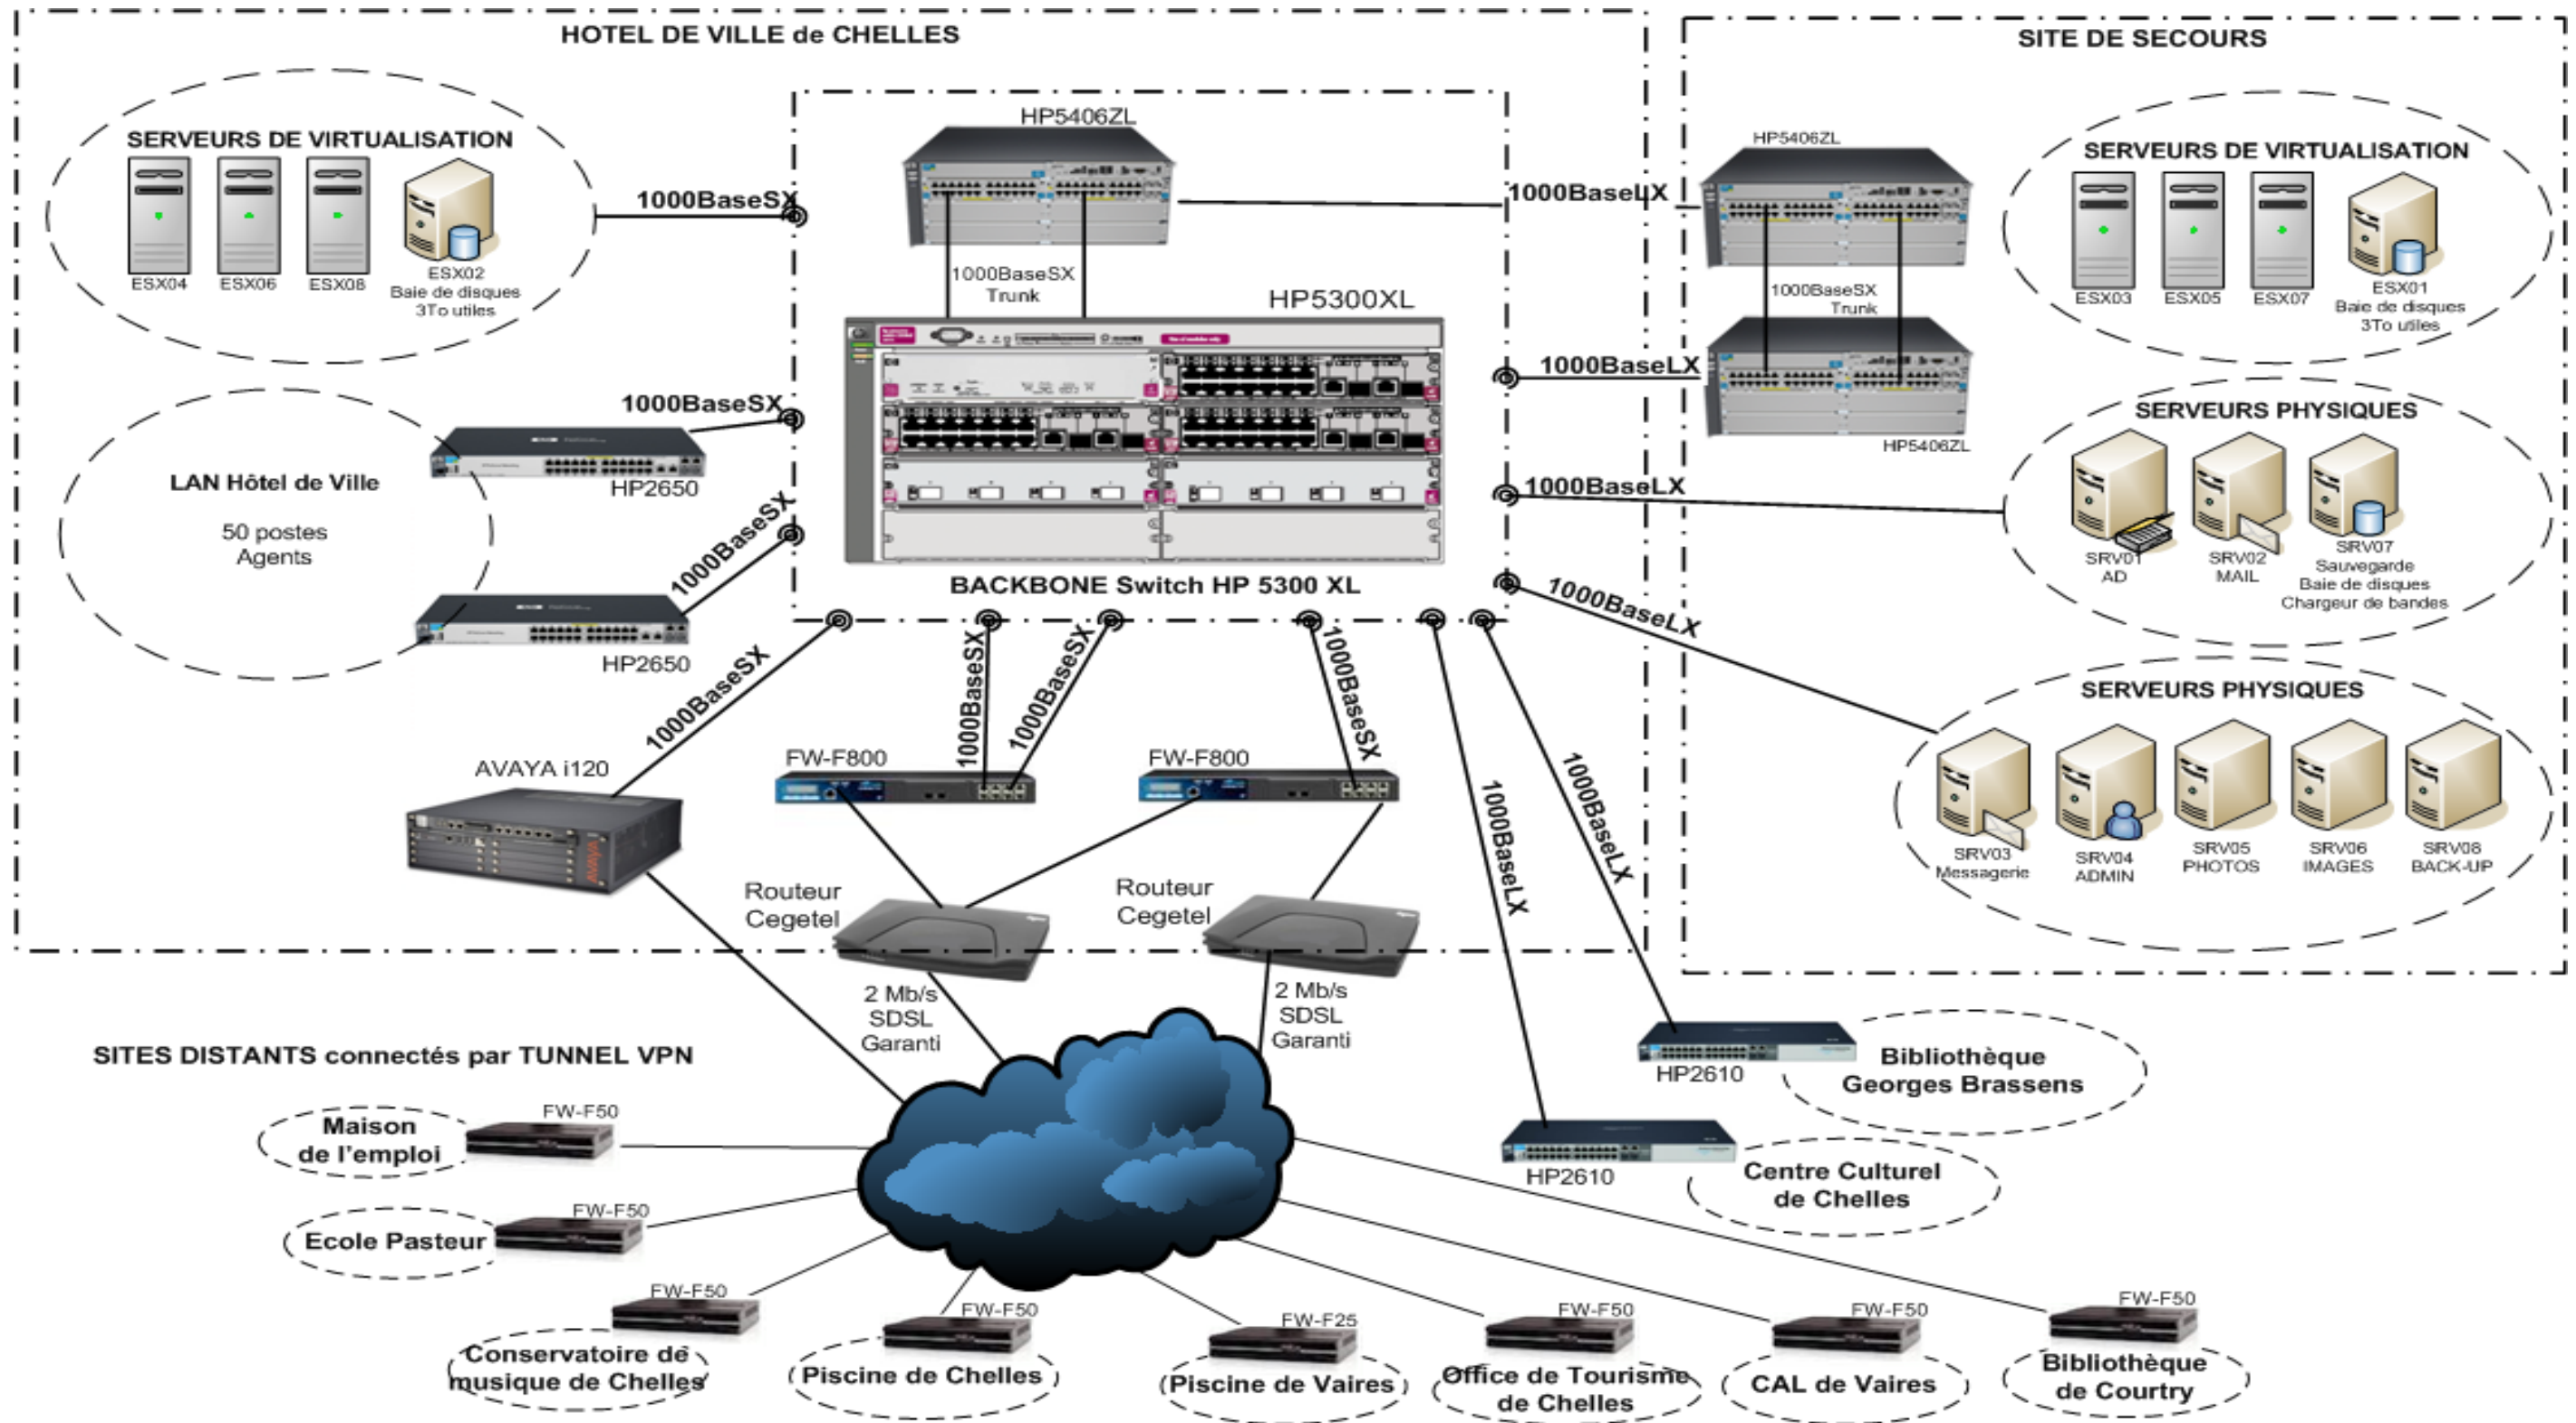 HOTEL DE VILLE de CHELLES
SERVEURS DE VIRTUALISATION
ESX04
ESX06
ESX08
ESX02
Baie de disques
3To utiles
1000BaseSX
HP5406ZL
1000BaseSX
Trunk
HP5300XL
BACKBONE Switch HP 5300 XL
LAN Hôtel de Ville
50 postes
Agents
1000BaseSX
HP2650
1000BaseSX
HP2650
1000BaseSX
AVAYA i120
AVAYA
1000BaseSX
1000BaseSX
1000BaseSX
FW-F800
FW-F800
Routeur
Cegetel
Routeur
Cegetel
2 Mb/s
SDSL
Garanti
2 Mb/s
SDSL
Garanti
1000BaseLX
1000BaseLX
1000BaseLX
1000BaseLX
1000BaseLX
1000BaseLX
SITE DE SECOURS
HP5406ZL
1000BaseSX
Trunk
HP5406ZL
SERVEURS DE VIRTUALISATION
ESX03
ESX05
ESX07
ESX01
Baie de disques
3To utiles
SERVEURS PHYSIQUES
SRV01
AD
SRV02
MAIL
SRV07
Sauvegarde
Baie de disques
Chargeur de bandes
SERVEURS PHYSIQUES
SRV03
Messagerie
SRV04
ADMIN
SRV05
PHOTOS
SRV06
IMAGES
SRV08
BACK-UP
HP2610
Bibliothèque
Georges Brassens
HP2610
Centre Culturel
de Chelles
SITES DISTANTS connectés par TUNNEL VPN
FW-F50
Maison
de l'emploi
FW-F50
Ecole Pasteur
FW-F50
Conservatoire de
musique de Chelles
FW-F50
Piscine de Chelles
FW-F25
Piscine de Vaires
FW-F50
Office de Tourisme
de Chelles
FW-F50
CAL de Vaires
FW-F50
Bibliothèque
de Courtry